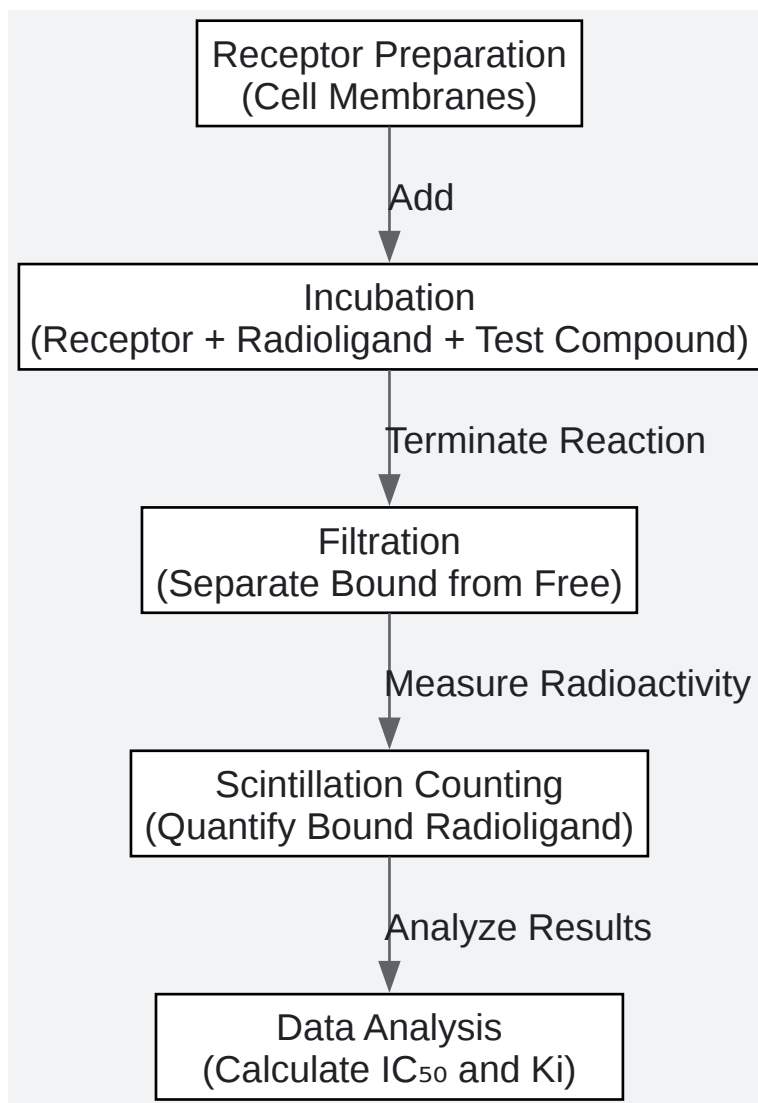 Receptor Preparation
(Cell Membranes)
Add
Incubation
(Receptor + Radioligand + Test Compound)
Terminate Reaction
Filtration
(Separate Bound from Free)
Measure Radioactivity
Scintillation Counting
(Quantify Bound Radioligand)
Analyze Results
Data Analysis
(Calculate IC₅₀ and Ki)